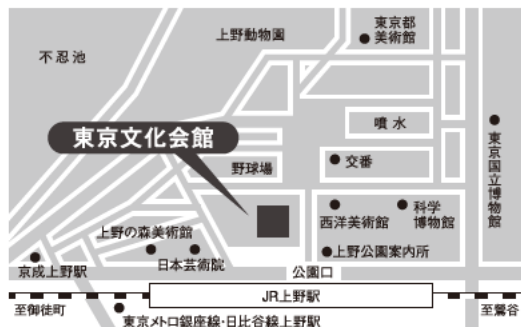 東京都
美術館
上野動物園
不忍池
噴水
東京国立博物館
東京文化会館
交番
野球場
西洋美術館
科学
博物館
上野の森美術館
上野公園案内所
日本芸術院
京成上野駅
公園口
JR上野駅
至御徒町
至鶯谷
東京メトロ銀座線・日比谷線上野駅